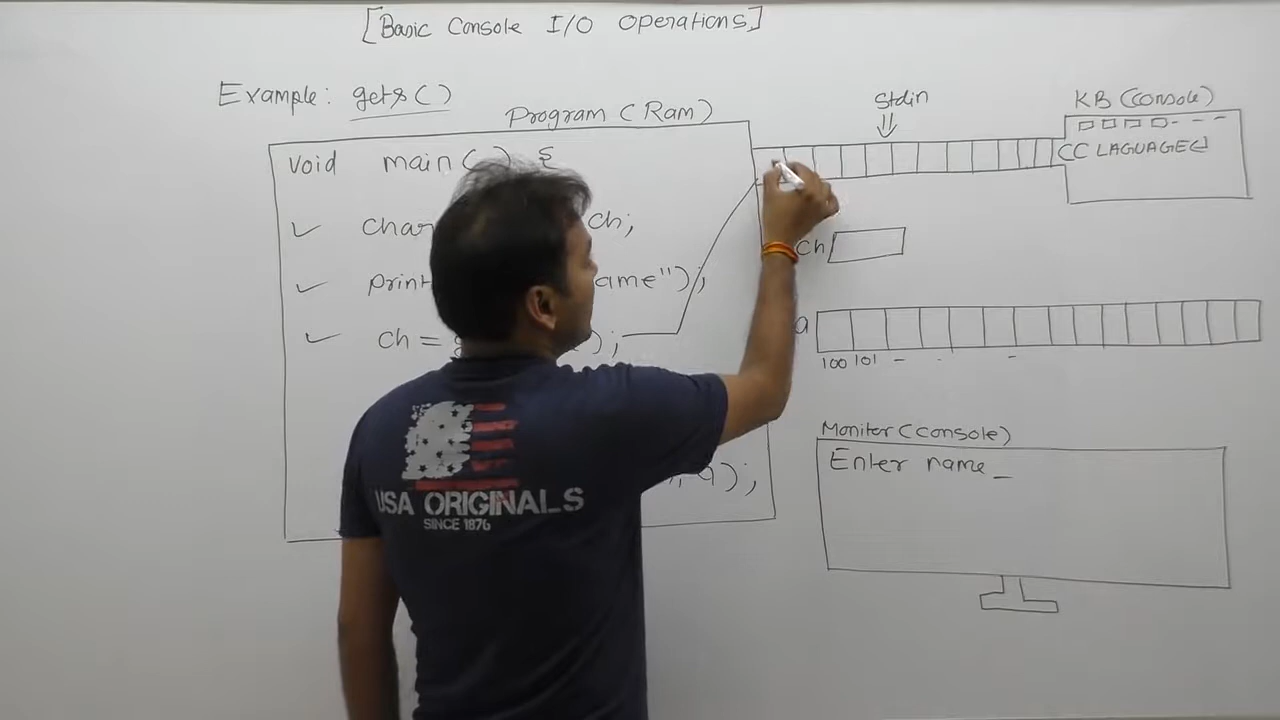 [Basic Console I/O Operations]
Example: gets()
Program (Ram)
Stdin
KB (Console)
void main() {
CC LAGUAGE
char ch;
ch
print ame");
ch = );
a
100 101
Moniter (Console)
Enter name_
);
USA ORIGINALS
SINCE 1876